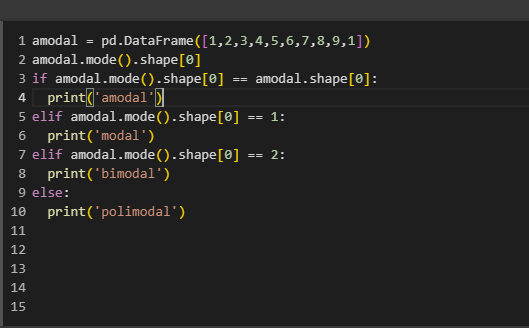 1 amodal = pd.DataFrame([1,2,3,4,5,6,7,8,9,1])
2 amodal.mode().shape[0]
3 if amodal.mode().shape[0] == amodal.shape[0]:
4   print('amodal')
5 elif amodal.mode().shape[0] == 1:
6   print('modal')
7 elif amodal.mode().shape[0] == 2:
8   print('bimodal')
9 else:
10   print('polimodal')
11
12
13
14
15